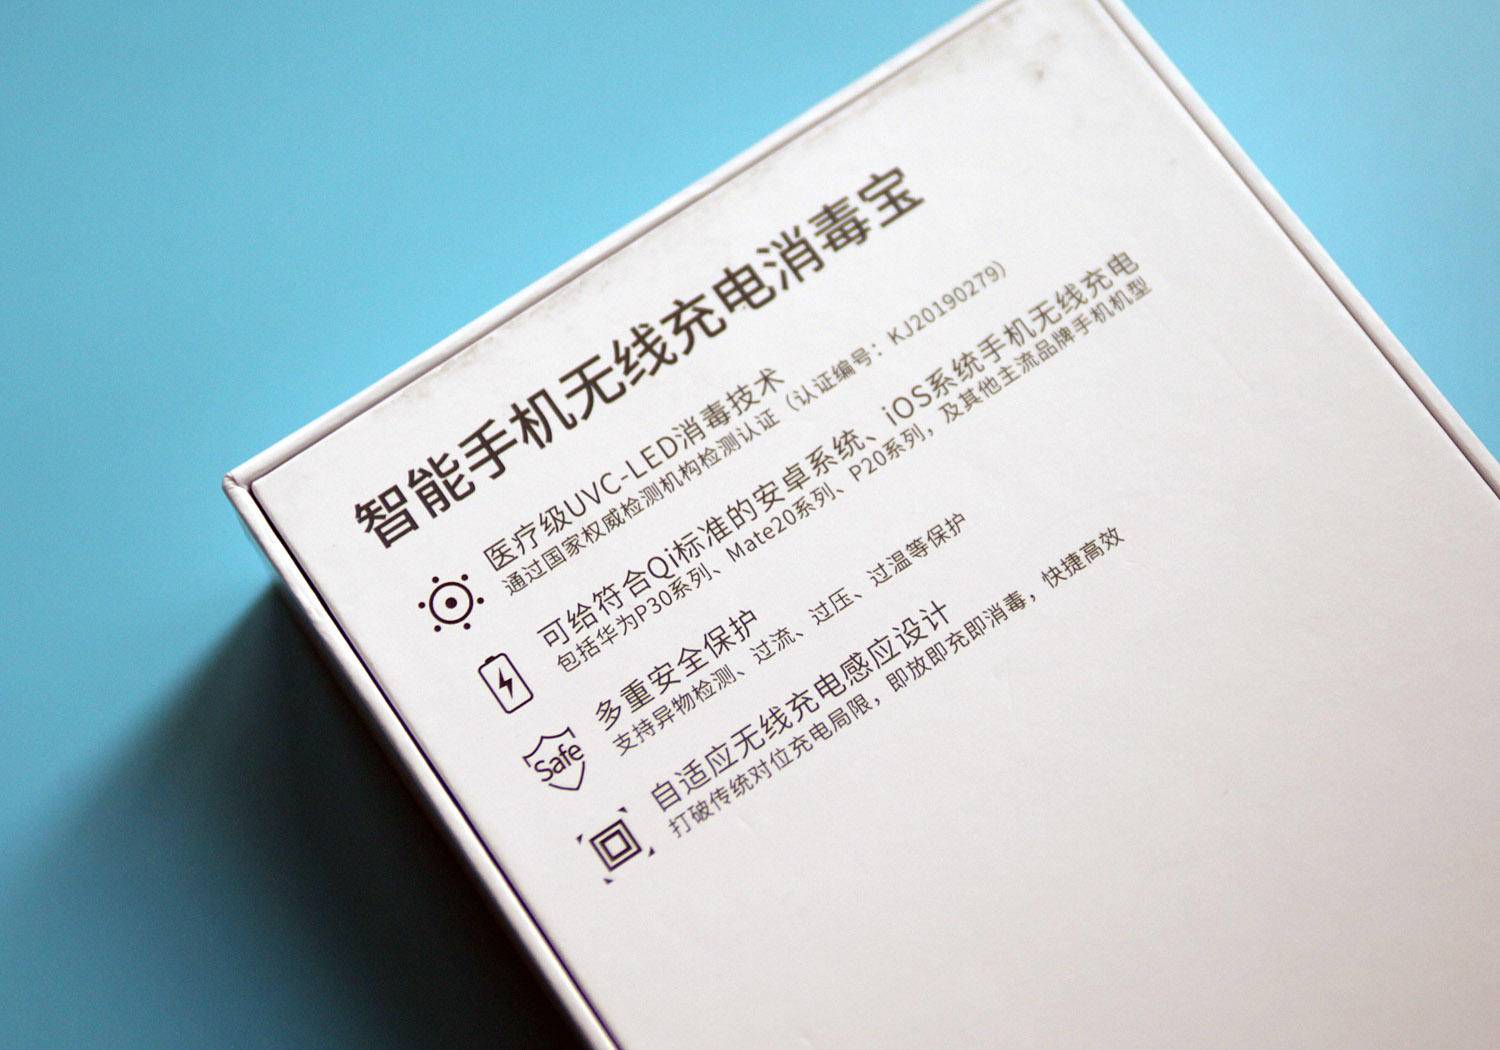 智能手机无线充电消毒宝
医疗级UVC-LED消毒技术
通过国家权威检测机构检测认证（认证编号：KJ20190279）
可给符合Qi标准的安卓系统、iOS系统手机无线充电
包括华为P30系列、Mate20系列、P20系列，及其他主流品牌手机机型
Safe
多重安全保护
支持异物检测、过流、过压、过温等保护
自适应无线充电感应设计
打破传统对位充电局限，即放即充即消毒，快捷高效